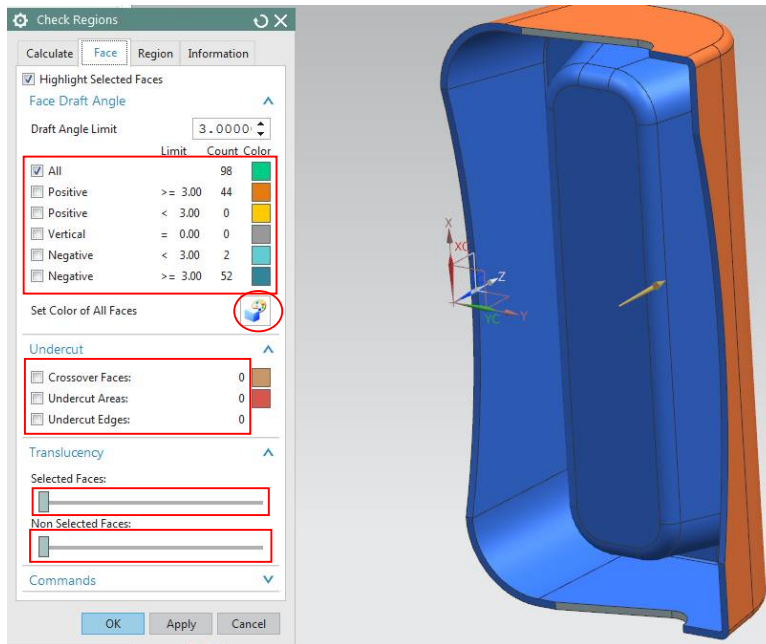 Check Regions
Calculate Face Region Information
Highlight Selected Faces
Face Draft Angle
Draft Angle Limit 3.0000
Limit Count Color
All 98
Positive >= 3.00 44
Positive < 3.00 0
Vertical = 0.00 0
Negative < 3.00 2
Negative >= 3.00 52
Set Color of All Faces
Undercut
Crossover Faces: 0
Undercut Areas: 0
Undercut Edges: 0
Translucency
Selected Faces:
Non Selected Faces:
Commands
OK Apply Cancel
X
XC
Z
YC
Y